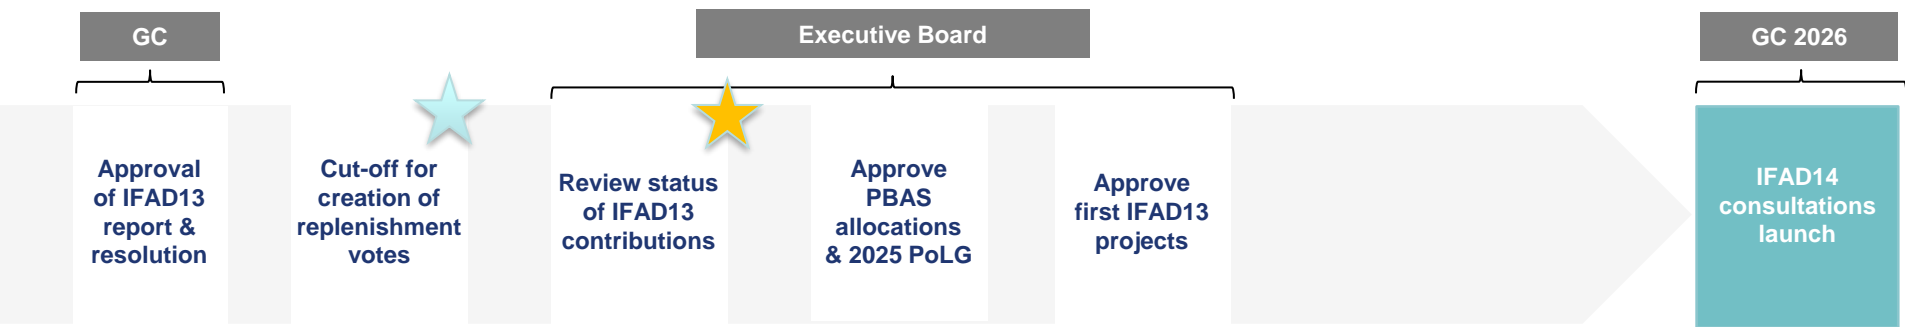 GC
Executive Board
GC 2026
Approval
of IFAD13
report &
resolution
Cut-off for
creation of
replenishment
votes
Review status
of IFAD13
contributions
Approve
PBAS
allocations
& 2025 PoLG
Approve
first IFAD13
projects
IFAD14
consultations
launch